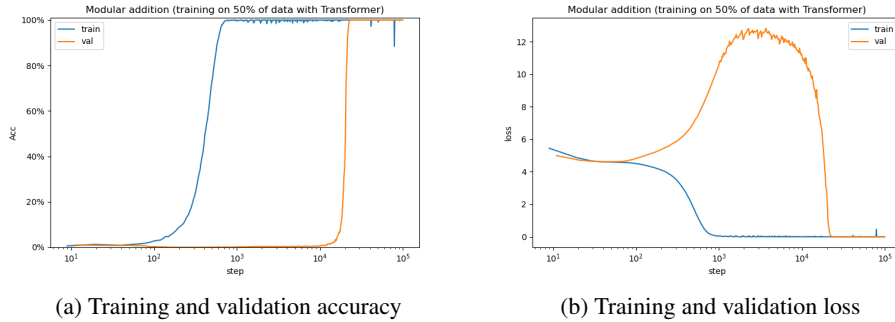 Modular addition (training on 50% of data with Transformer)
train
val
100%
80%
60%
40%
20%
0%
Acc
10¹
10²
10³
10⁴
10⁵
step
(a) Training and validation accuracy
Modular addition (training on 50% of data with Transformer)
train
val
12
10
8
6
4
2
0
loss
10¹
10²
10³
10⁴
10⁵
step
(b) Training and validation loss